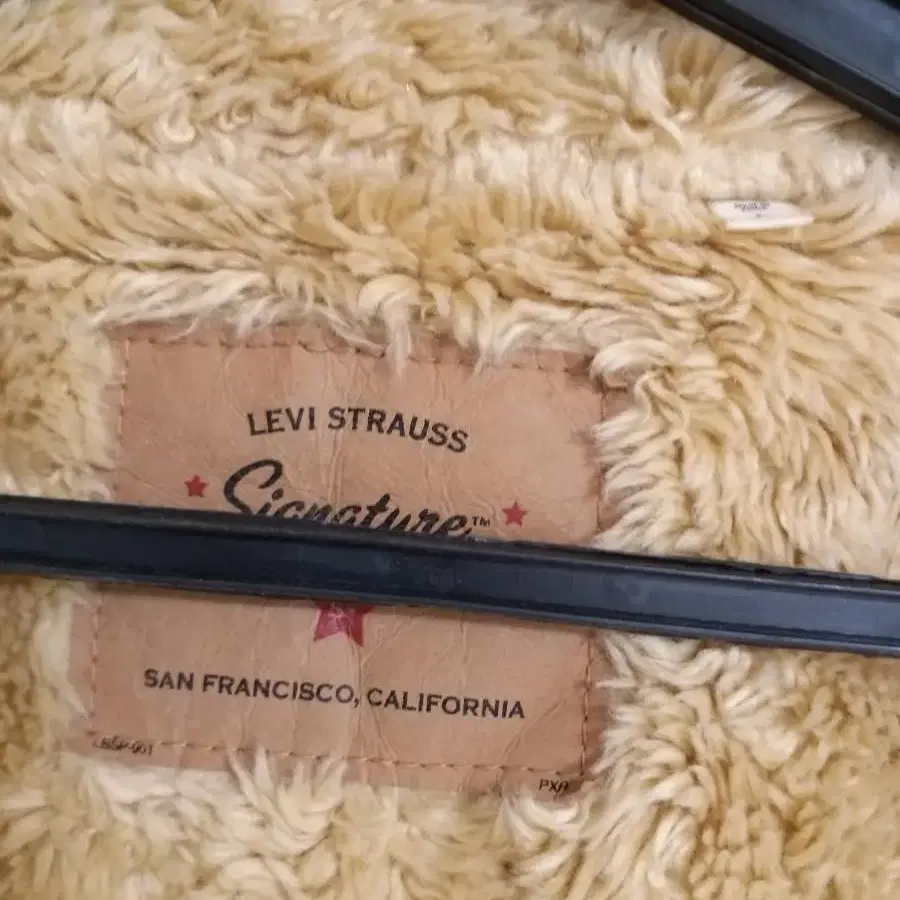 LEVI STRAUSS
Signature™
SAN FRANCISCO, CALIFORNIA